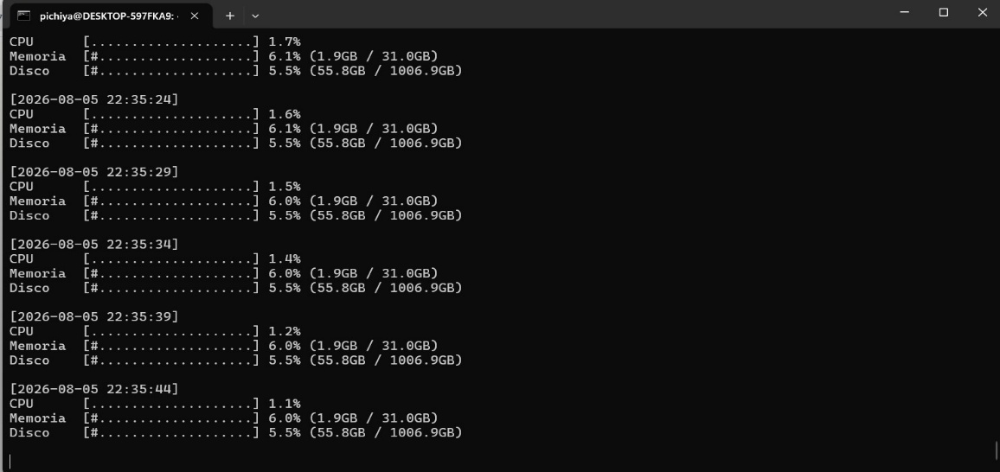 pichiya@DESKTOP-597FKA9:
CPU      [....................] 1.7%
Memoria  [#...................] 6.1% (1.9GB / 31.0GB)
Disco    [#...................] 5.5% (55.8GB / 1006.9GB)
[2026-08-05 22:35:24]
CPU      [....................] 1.6%
Memoria  [#...................] 6.1% (1.9GB / 31.0GB)
Disco    [#...................] 5.5% (55.8GB / 1006.9GB)
[2026-08-05 22:35:29]
CPU      [....................] 1.5%
Memoria  [#...................] 6.0% (1.9GB / 31.0GB)
Disco    [#...................] 5.5% (55.8GB / 1006.9GB)
[2026-08-05 22:35:34]
CPU      [....................] 1.4%
Memoria  [#...................] 6.0% (1.9GB / 31.0GB)
Disco    [#...................] 5.5% (55.8GB / 1006.9GB)
[2026-08-05 22:35:39]
CPU      [....................] 1.2%
Memoria  [#...................] 6.0% (1.9GB / 31.0GB)
Disco    [#...................] 5.5% (55.8GB / 1006.9GB)
[2026-08-05 22:35:44]
CPU      [....................] 1.1%
Memoria  [#...................] 6.0% (1.9GB / 31.0GB)
Disco    [#...................] 5.5% (55.8GB / 1006.9GB)